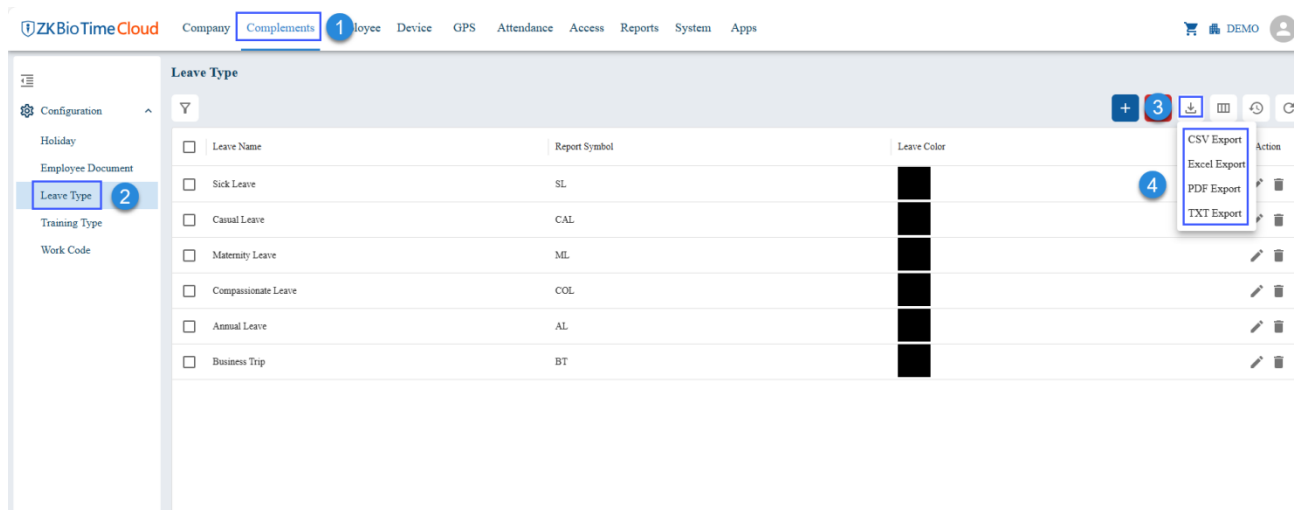 ZKBioTime Cloud Company Complements 1 loyee Device GPS Attendance Access Reports System Apps DEMO
Leave Type
Configuration
3
Holiday
Leave Name Report Symbol Leave Color Action
CSV Export
Employee Document
Excel Export
Leave Type 2
Sick Leave SL
4 PDF Export
Training Type
Casual Leave CAL
TXT Export
Work Code
Maternity Leave ML
Compassionate Leave COL
Annual Leave AL
Business Trip BT